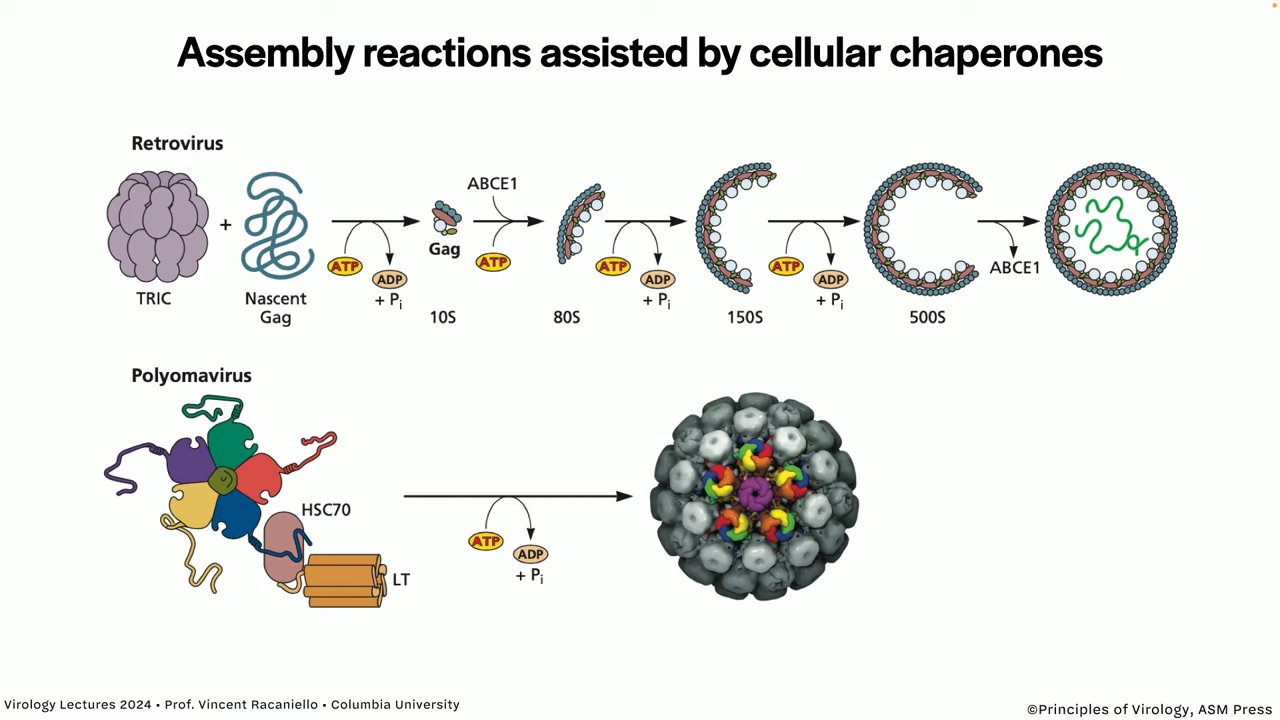 Assembly reactions assisted by cellular chaperones
Retrovirus
TRIC
+
Nascent
Gag
ATP
ADP
+ Pi
Gag
10S
ABCE1
ATP
80S
ATP
ADP
+ Pi
150S
ATP
ADP
+ Pi
500S
ABCE1
Polyomavirus
HSC70
LT
ATP
ADP
+ Pi
Virology Lectures 2024 • Prof. Vincent Racaniello • Columbia University
©Principles of Virology, ASM Press